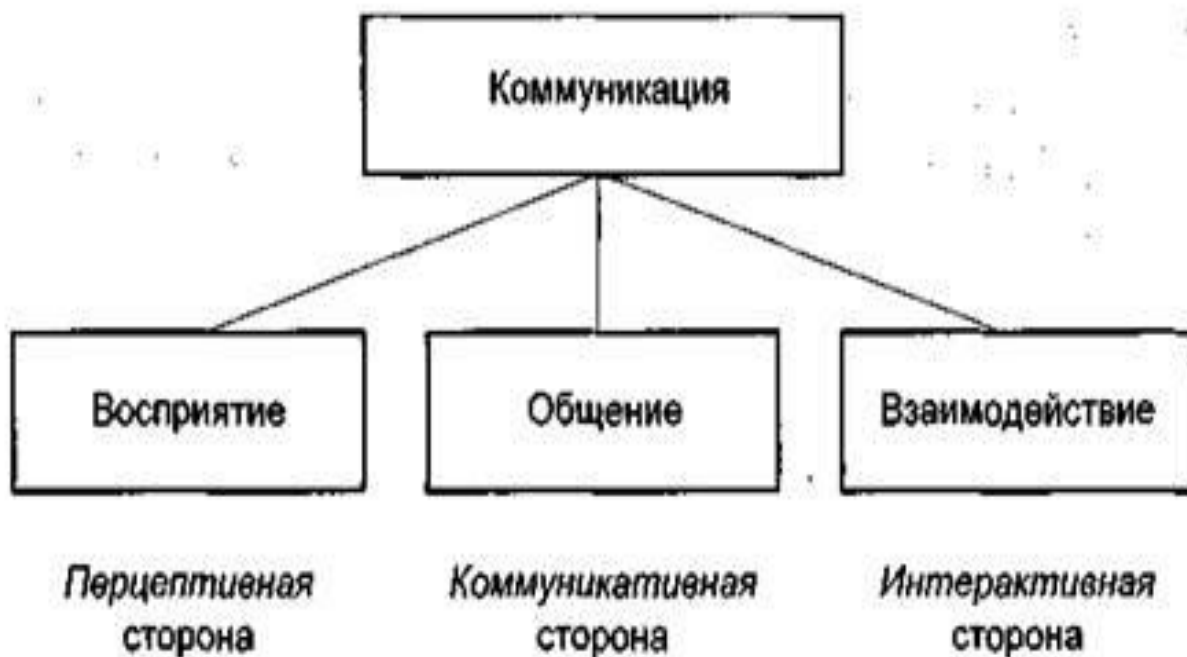 Коммуникация
Восприятие
Общение
Взаимодействие
Перцептивная
сторона
Коммуникативная
сторона
Интерактивная
сторона